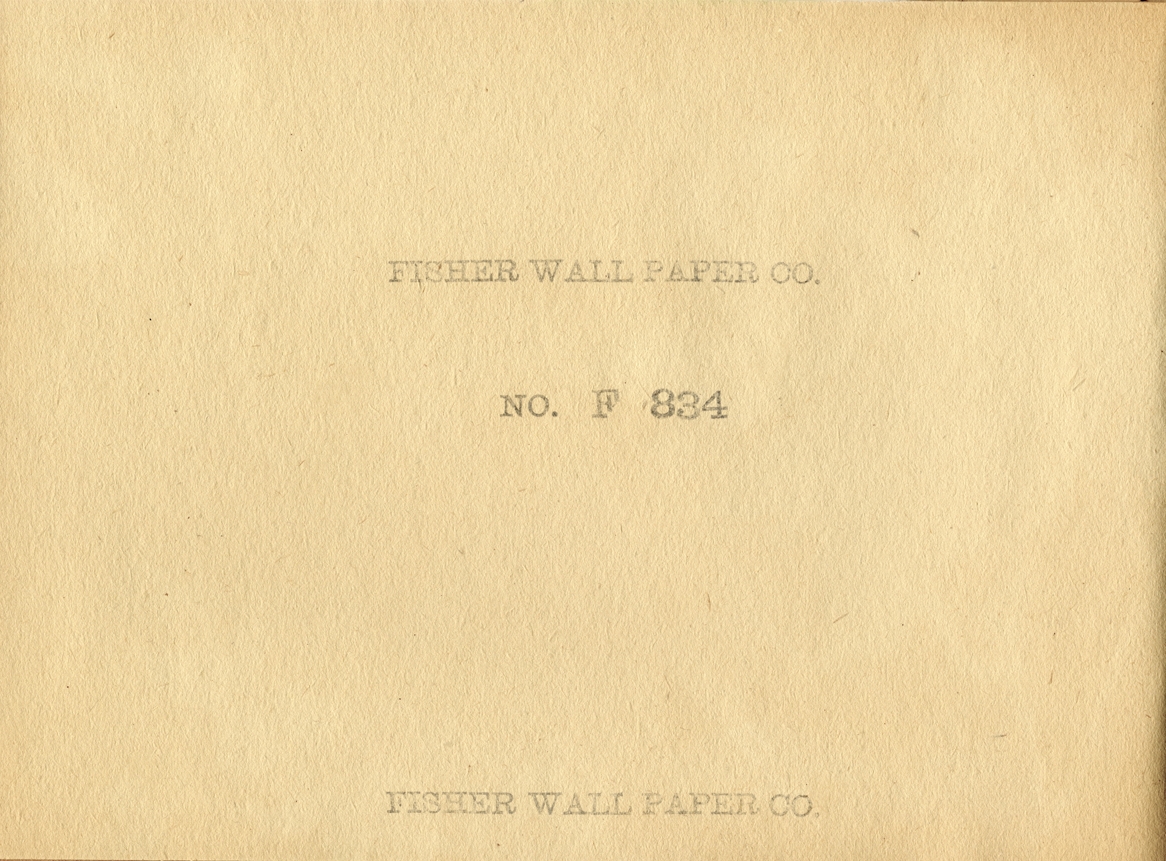 FISHER WALL PAPER CO.
NO. F 834
FISHER WALL PAPER CO.